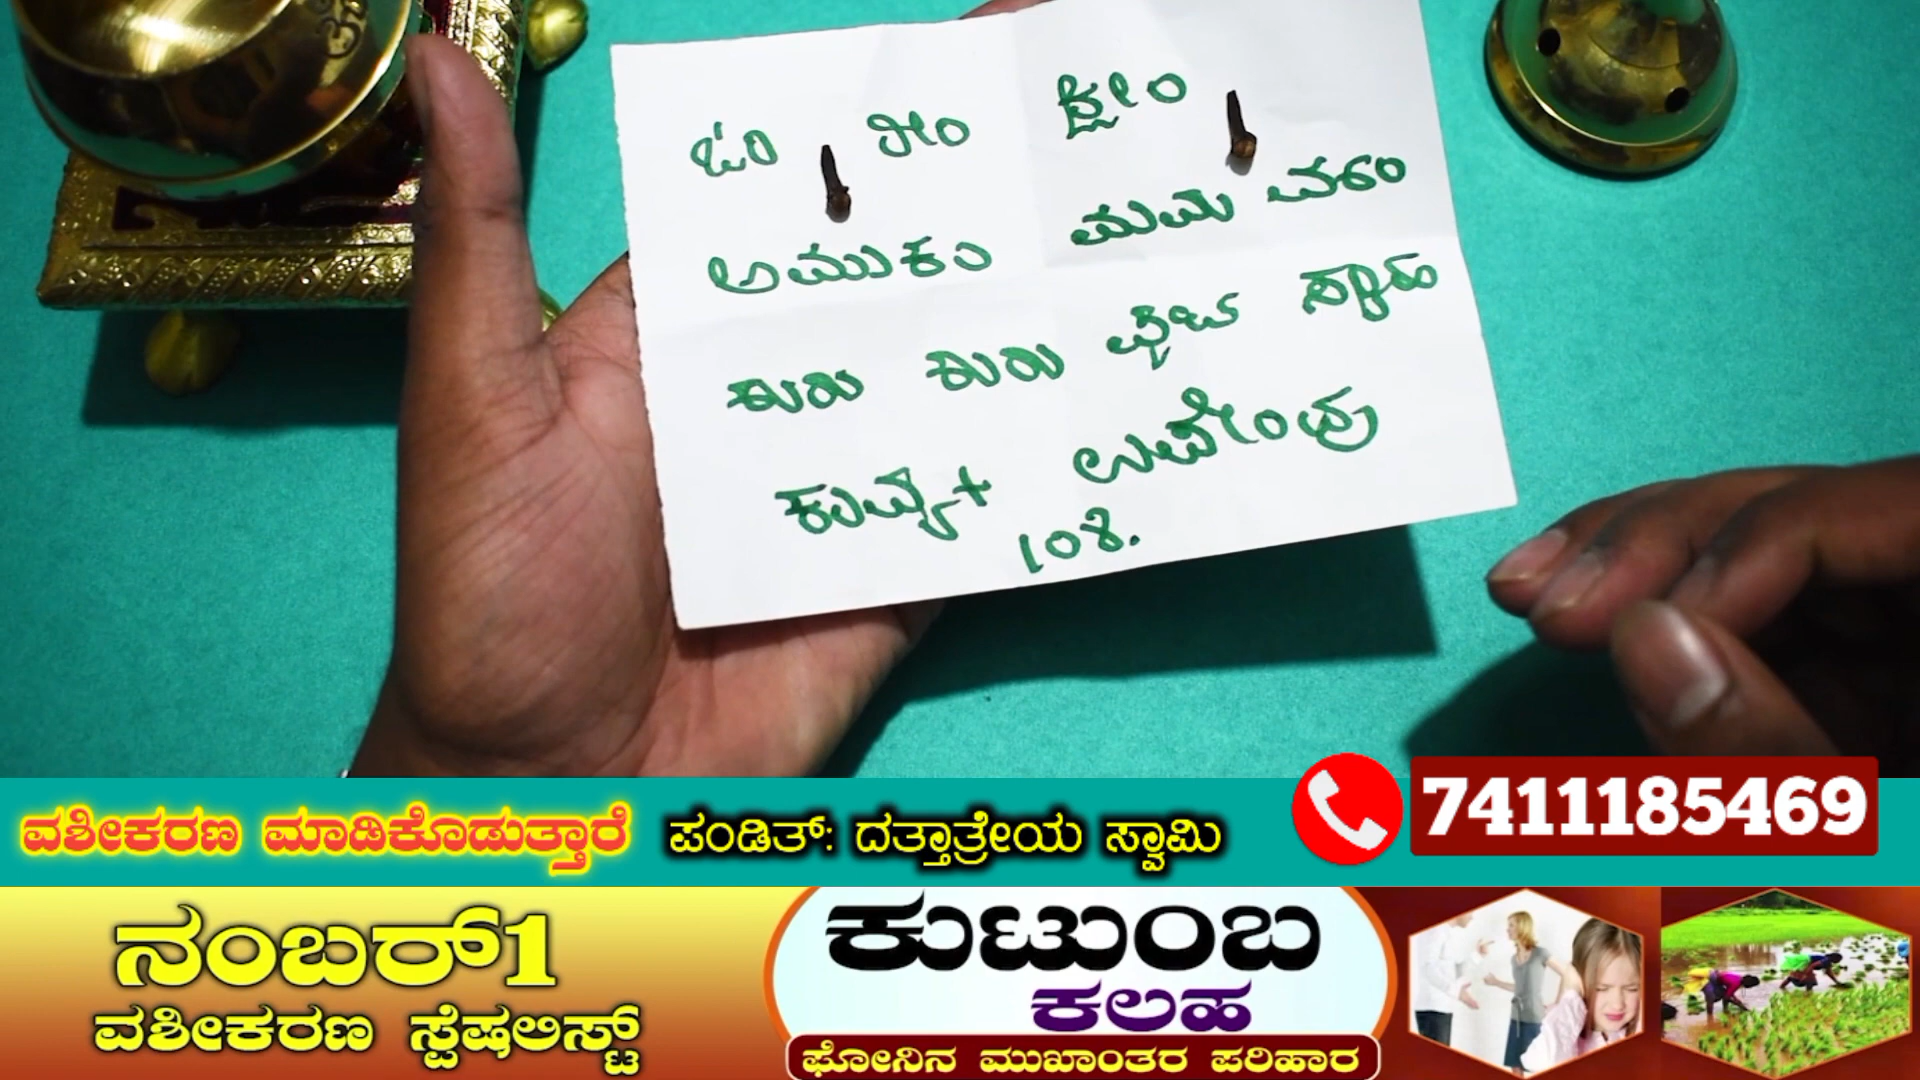 ಓಂ ರೀಂ ಕ್ಲೀಂ
ಅಮುಕಂ ಮಮ ವಶಂ
ಕುರು ಕುರು ಸ್ವಾಹ
108.
ವಶೀಕರಣ ಮಾಡಿಕೊಡುತ್ತಾರೆ ಪಂಡಿತ್: ದತ್ತಾತ್ರೇಯ ಸ್ವಾಮಿ 7411185469
ನಂಬರ್1
ವಶೀಕರಣ ಸ್ಪೆಷಲಿಸ್ಟ್
ಕುಟುಂಬ
ಕಲಹ
ಫೋನಿನ ಮುಖಾಂತರ ಪರಿಹಾರ